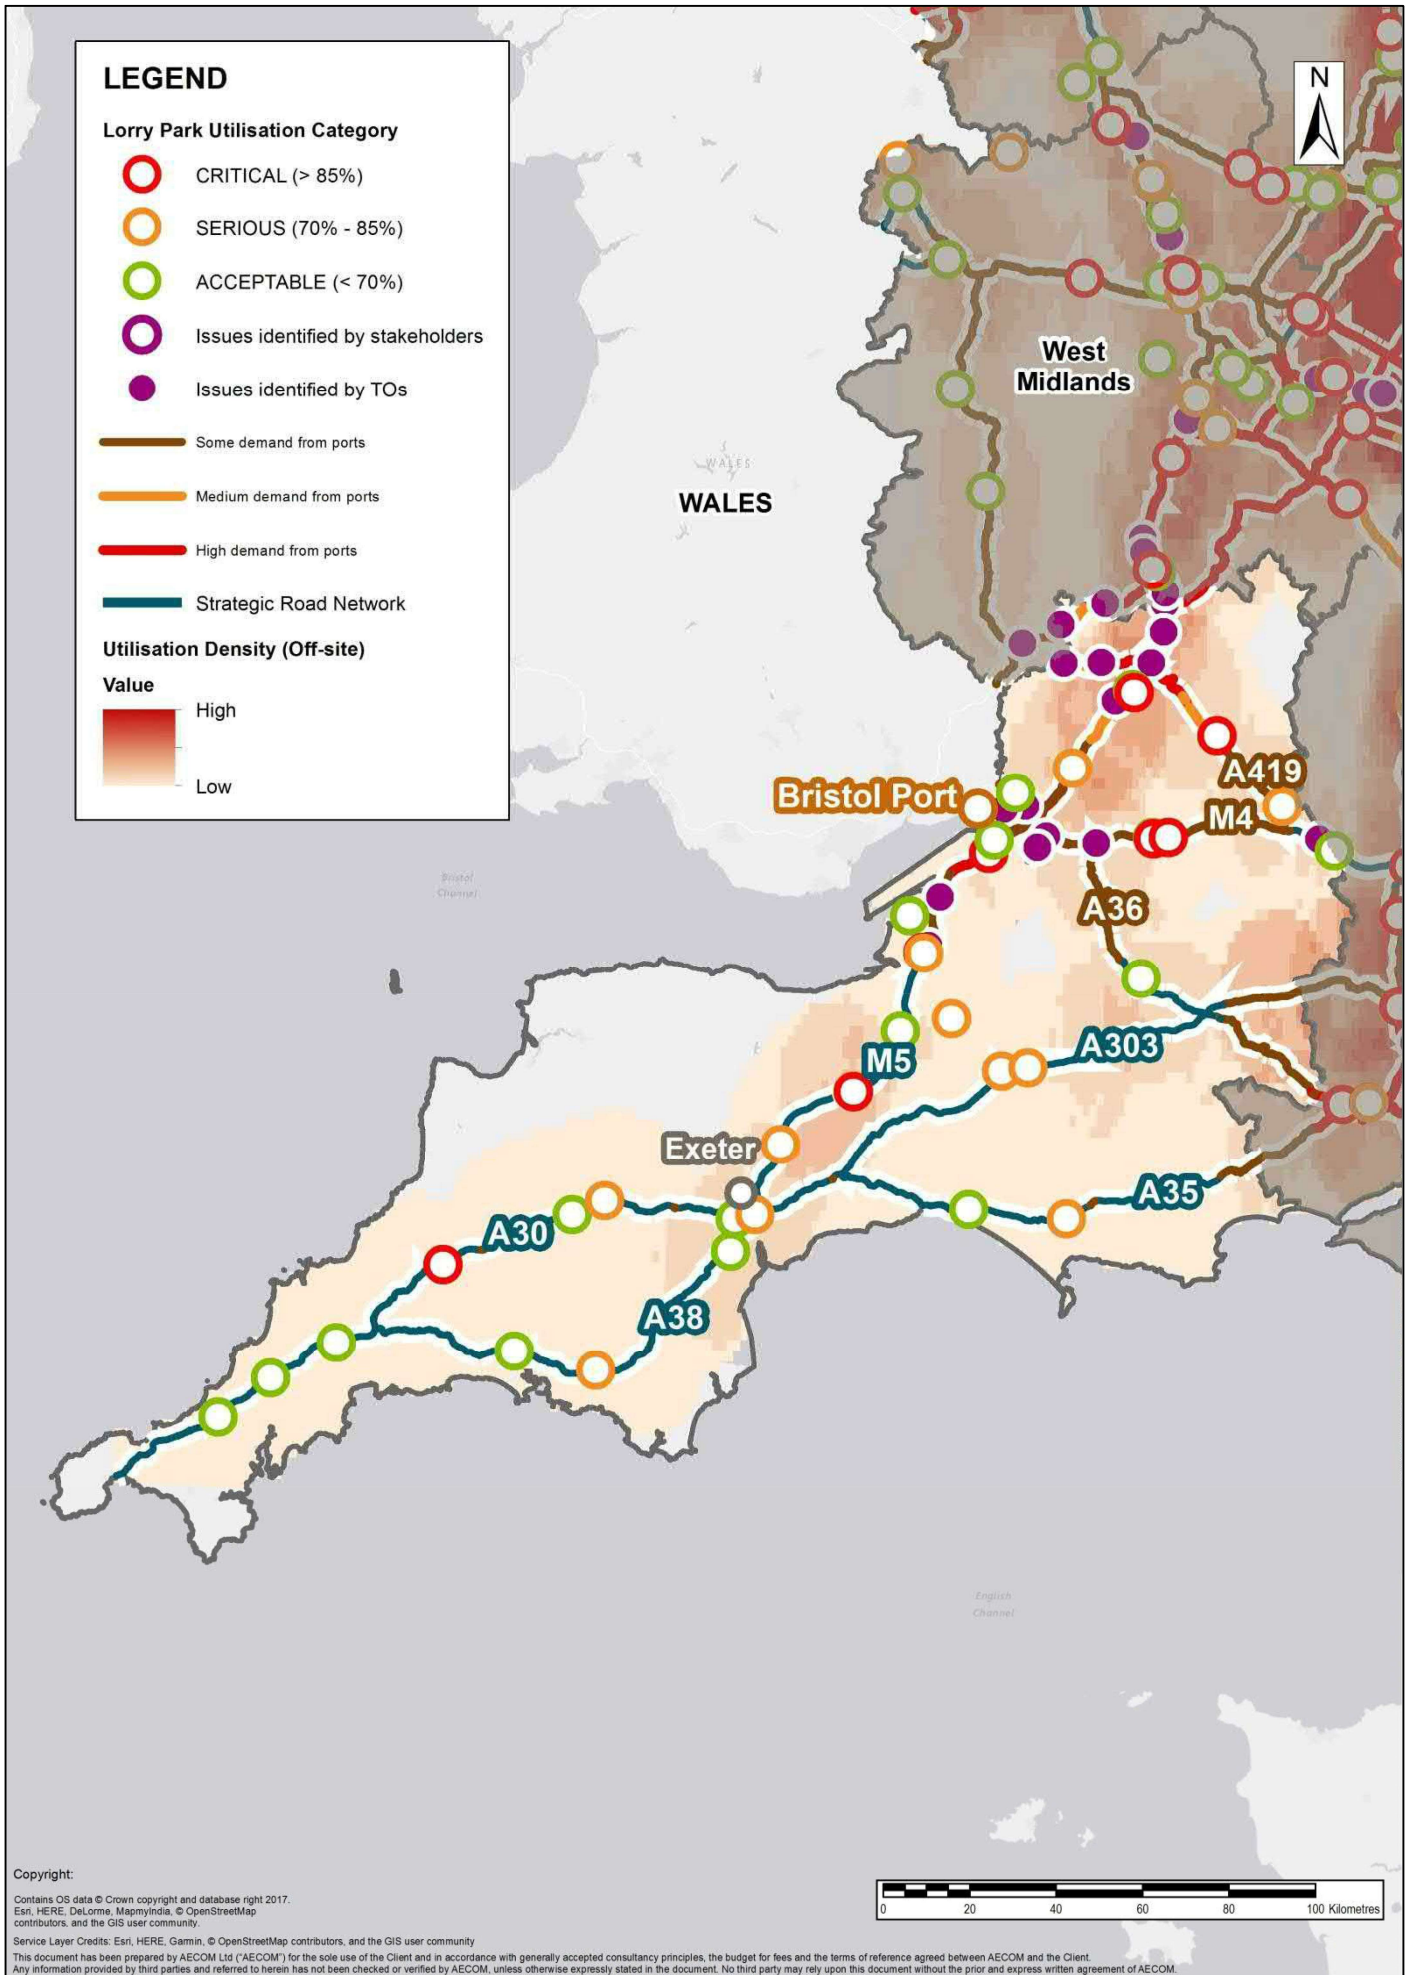 LEGEND
Lorry Park Utilisation Category
CRITICAL (> 85%)
SERIOUS (70% - 85%)
ACCEPTABLE (< 70%)
Issues identified by stakeholders
Issues identified by TOs
Some demand from ports
Medium demand from ports
High demand from ports
Strategic Road Network
Utilisation Density (Off-site)
Value
High
Low
N
West
Midlands
WALES
WALES
Bristol Port
A419
M4
A36
Bristol
Channel
A303
M5
Exeter
A35
A30
A38
English
Channel
Copyright:
Contains OS data © Crown copyright and database right 2017.
Esri, HERE, DeLorme, MapmyIndia, © OpenStreetMap
contributors, and the GIS user community.
0 20 40 60 80 100 Kilometres
Service Layer Credits: Esri, HERE, Garmin, © OpenStreetMap contributors, and the GIS user community
This document has been prepared by AECOM Ltd ("AECOM") for the sole use of the Client and in accordance with generally accepted consultancy principles, the budget for fees and the terms of reference agreed between AECOM and the Client.
Any information provided by third parties and referred to herein has not been checked or verified by AECOM, unless otherwise expressly stated in the document. No third party may rely upon this document without the prior and express written agreement of AECOM.